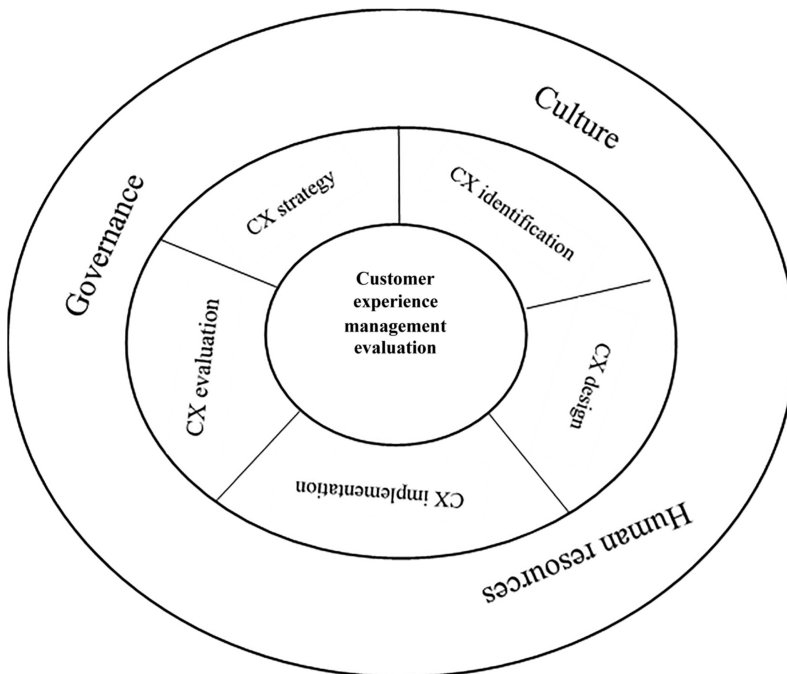 Culture
Governance
Human resources
CX strategy
CX identification
CX design
CX implementation
CX evaluation
Customer
experience
management
evaluation